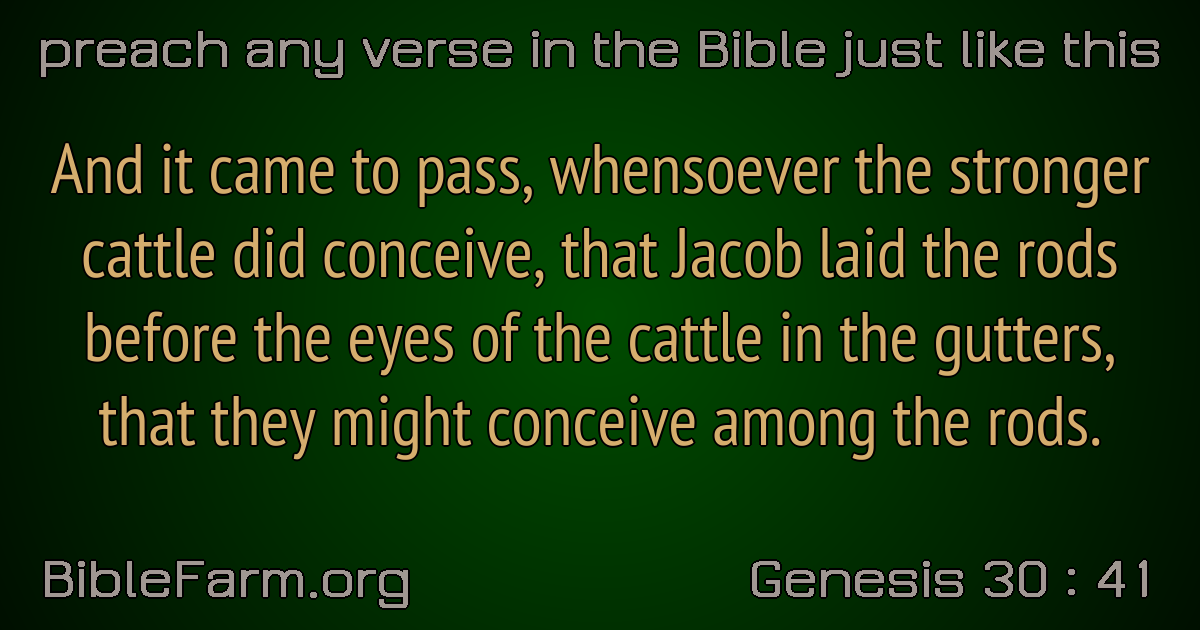 preach any verse in the Bible just like this
And it came to pass, whensoever the stronger
cattle did conceive, that Jacob laid the rods
before the eyes of the cattle in the gutters,
that they might conceive among the rods.
BibleFarm.org
Genesis 30 : 41